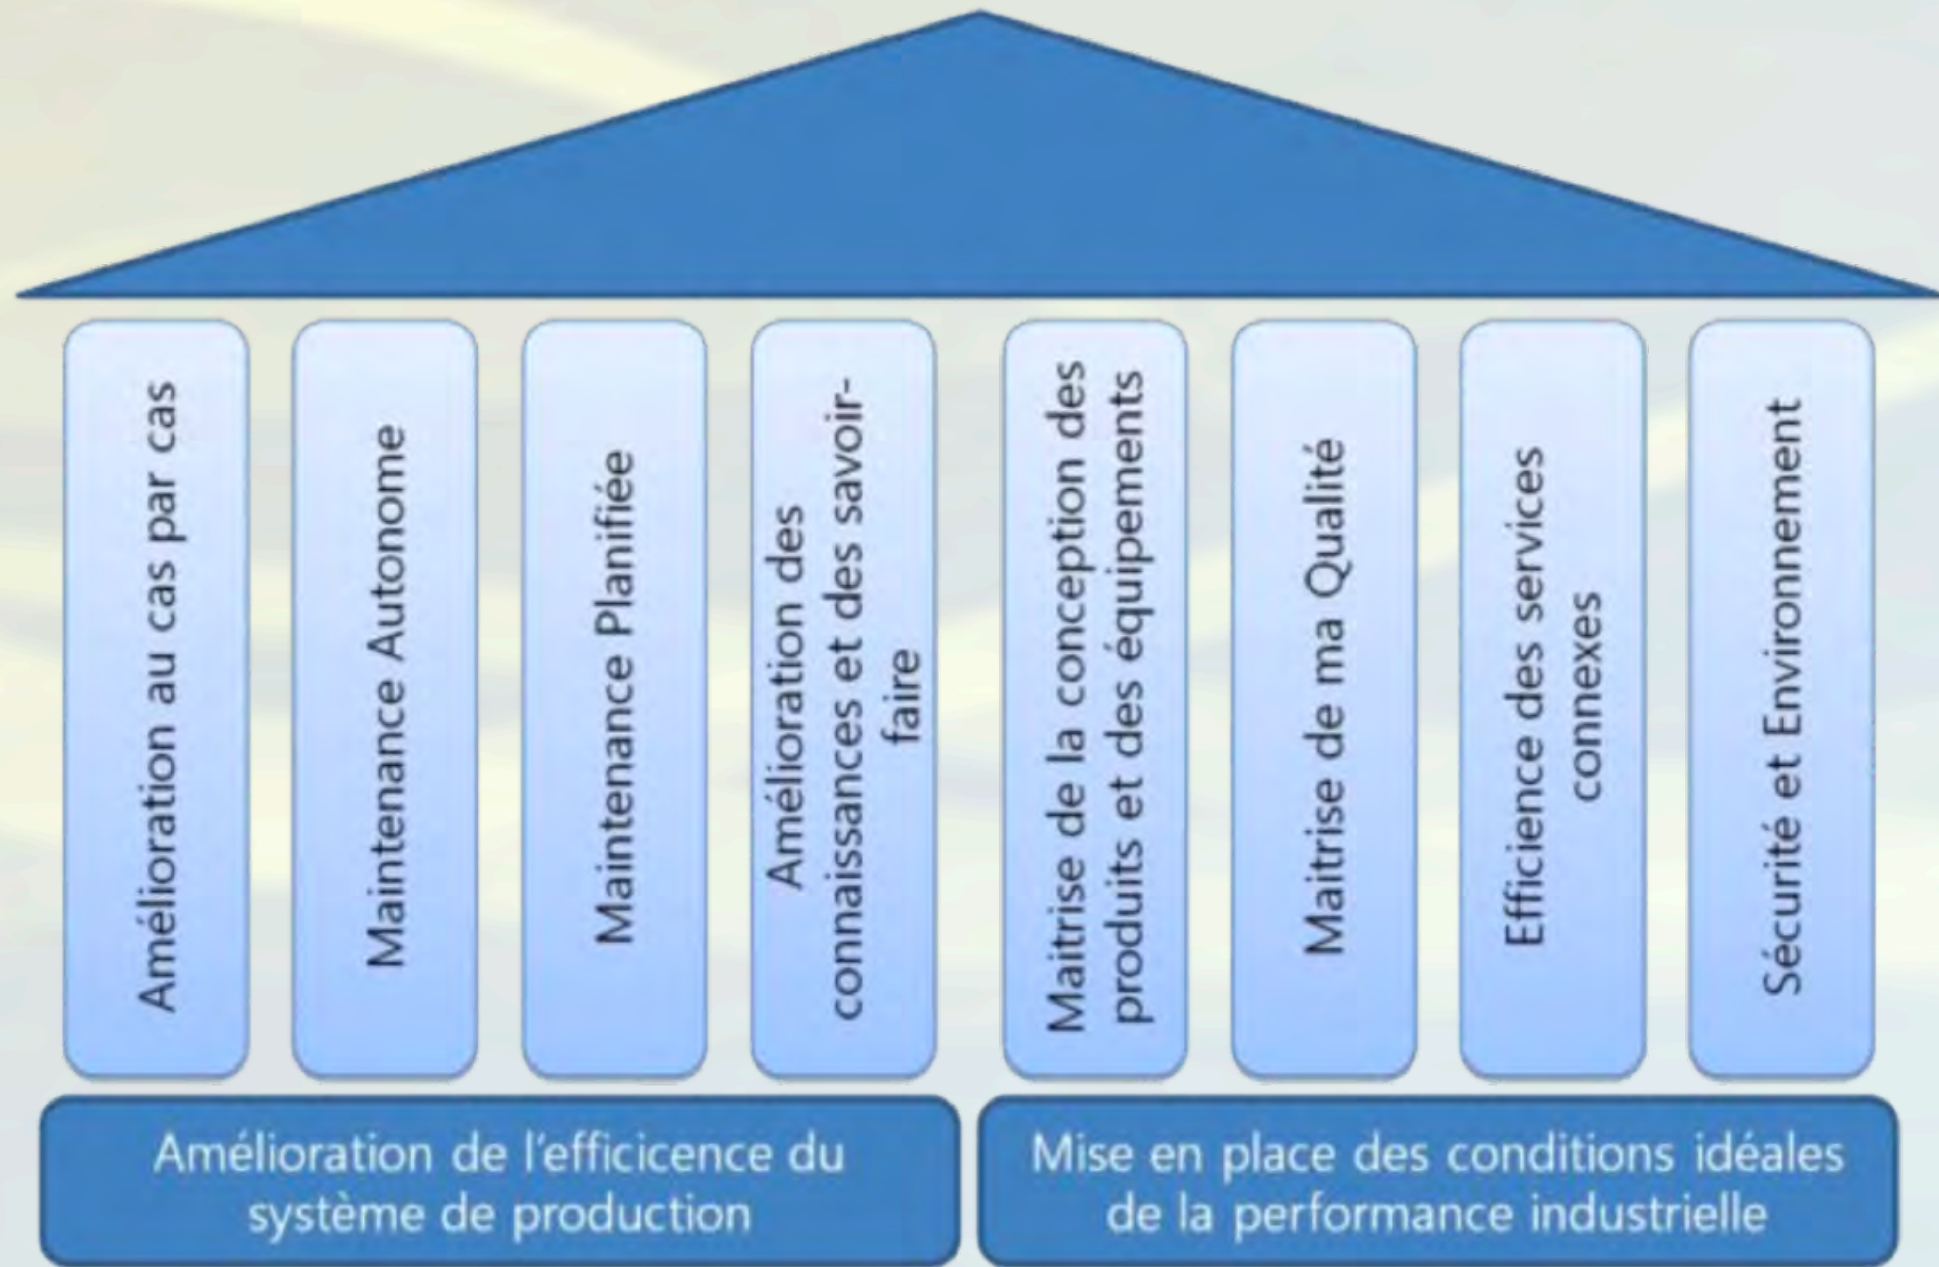 Amélioration au cas par cas
Maintenance Autonome
Maintenance Planifiée
Amélioration des
connaissances et des savoir-
faire
Maitrise de la conception des
produits et des équipements
Maitrise de ma Qualité
Efficience des services
connexes
Sécurité et Environnement
Amélioration de l'efficicence du
système de production
Mise en place des conditions idéales
de la performance industrielle